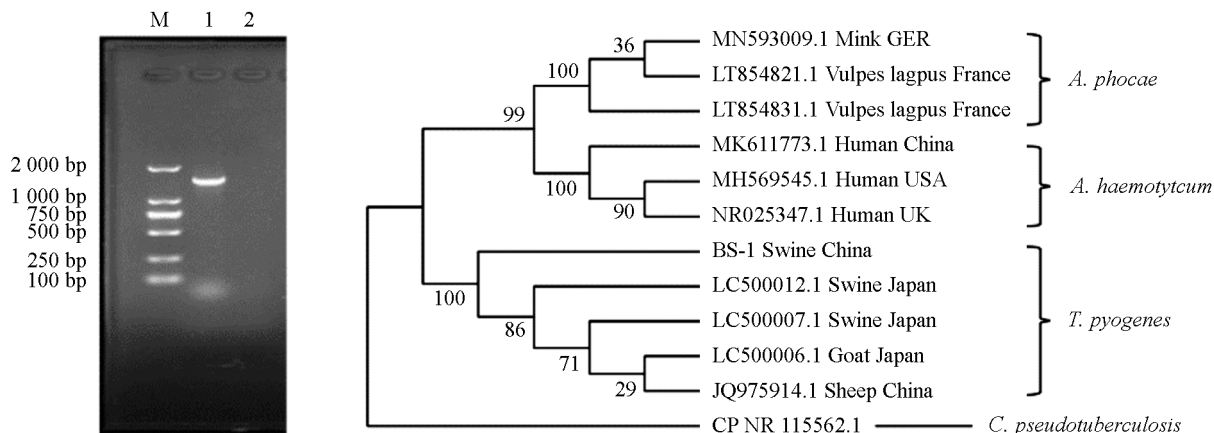 M 1 2
2 000 bp
1 000 bp
750 bp
500 bp
250 bp
100 bp
36
100
99
100
90
100
86
71
29
MN593009.1 Mink GER
LT854821.1 Vulpes lagpus France
LT854831.1 Vulpes lagpus France
MK611773.1 Human China
MH569545.1 Human USA
NR025347.1 Human UK
BS-1 Swine China
LC500012.1 Swine Japan
LC500007.1 Swine Japan
LC500006.1 Goat Japan
JQ975914.1 Sheep China
CP NR 115562.1
A. phocae
A. haemotytcum
T. pyogenes
C. pseudotuberculosis